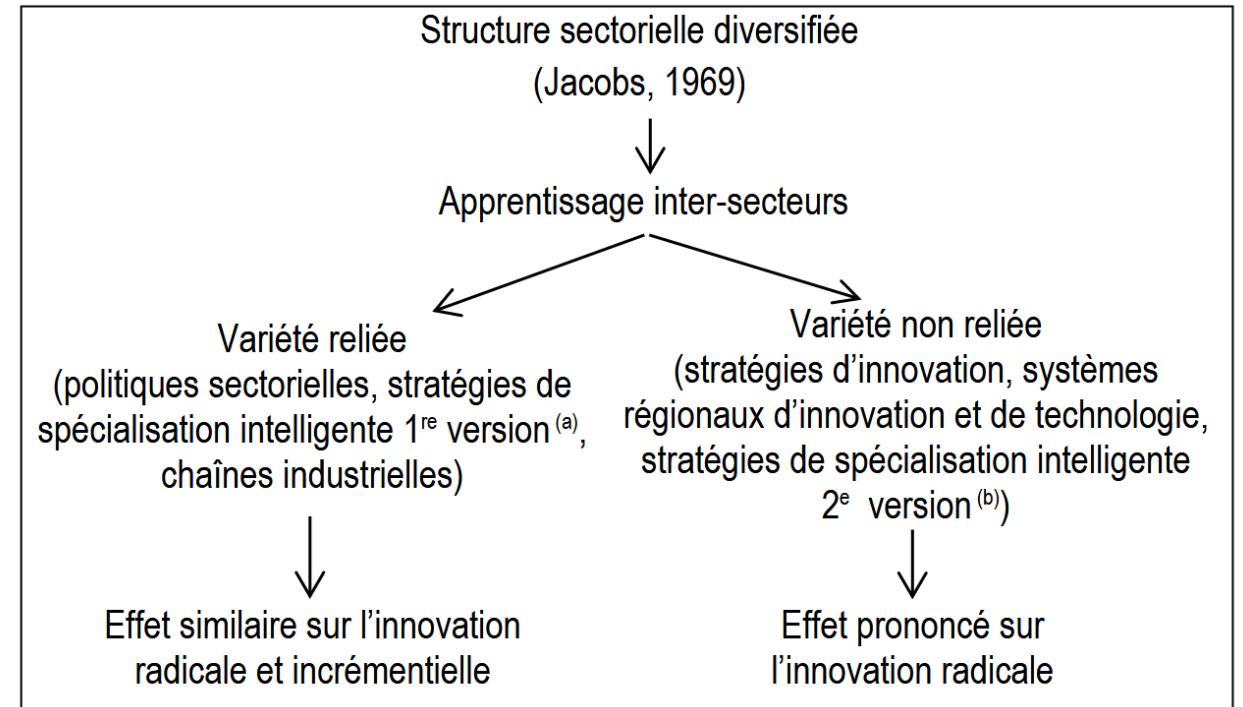 Structure sectorielle diversifiée
(Jacobs, 1969)
Apprentissage inter-secteurs
Variété reliée
(politiques sectorielles, stratégies de
spécialisation intelligente 1re version (a),
chaînes industrielles)
Variété non reliée
(stratégies d’innovation, systèmes
régionaux d’innovation et de technologie,
stratégies de spécialisation intelligente
2e version (b))
Effet similaire sur l’innovation
radicale et incrémentielle
Effet prononcé sur
l’innovation radicale